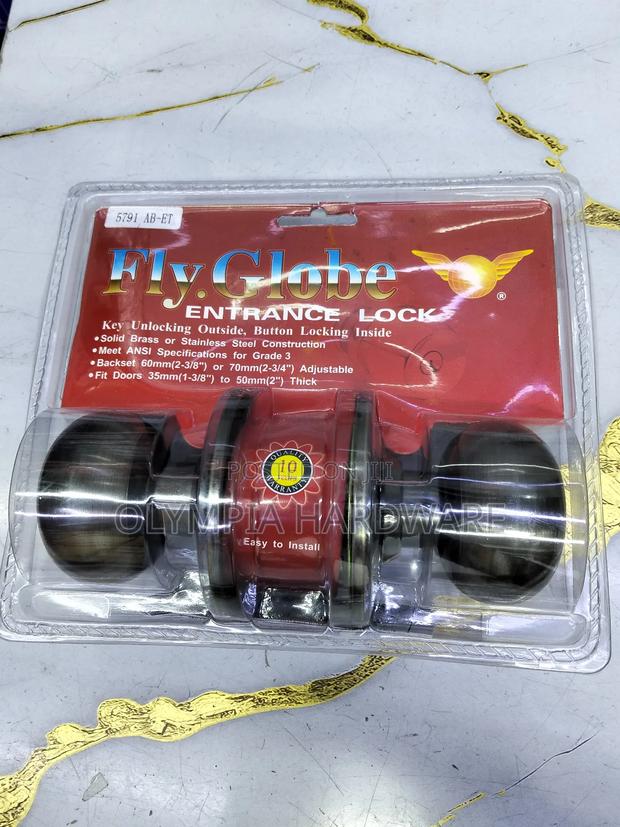 5791 AB-ET
Fly.Globe
®
ENTRANCE LOCK
Key Unlocking Outside, Button Locking Inside
•Solid Brass or Stainless Steel Construction
•Meet ANSI Specifications for Grade 3
•Backset 60mm(2-3/8") or 70mm(2-3/4") Adjustable
•Fit Doors 35mm(1-3/8") to 50mm(2") Thick
QUALITY
10
WARRANTY
OLYMPIA HARDWARE
Easy to Install